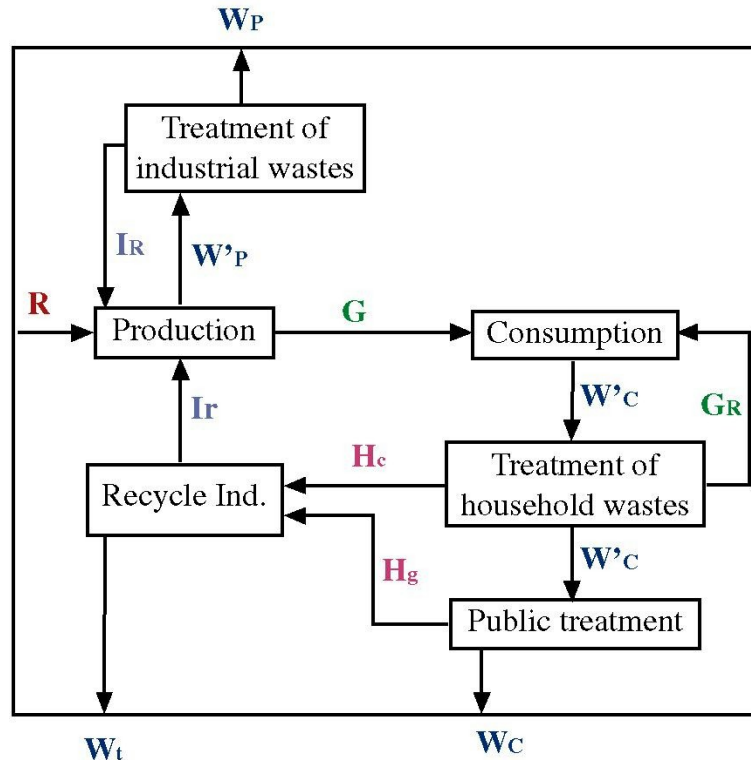 WP
Treatment of
industrial wastes
IR
W’P
R
Production
G
Consumption
Ir
W’C
GR
Hc
Recycle Ind.
Treatment of
household wastes
W’C
Hg
Public treatment
Wt
WC